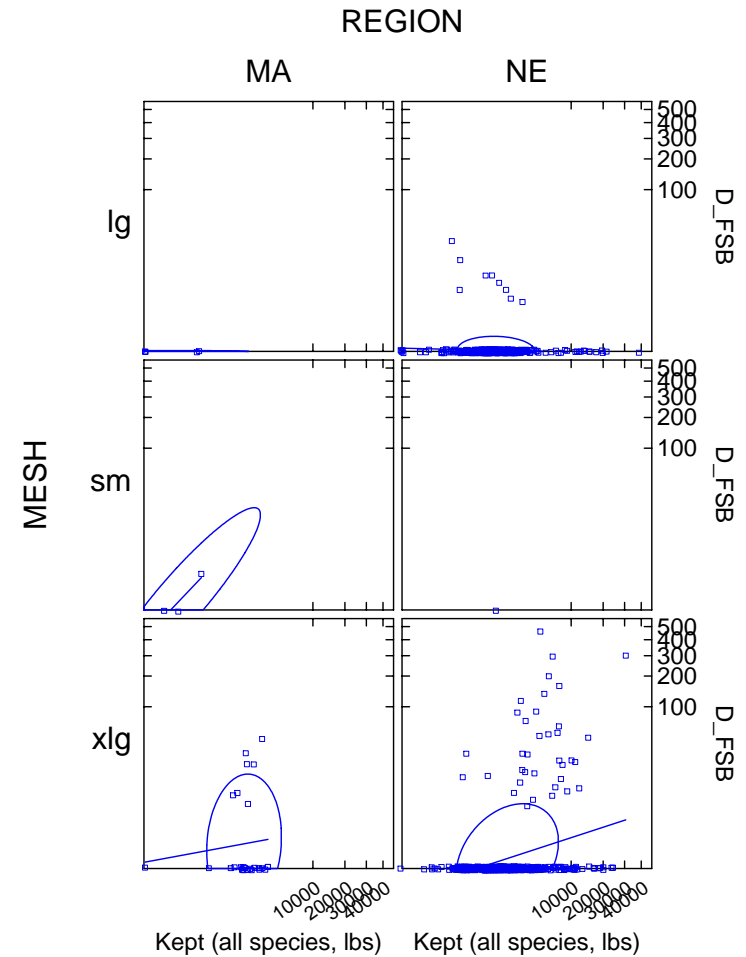 REGION
MA NE
500
400
300
200
100
lg
D_FSB
500
400
300
200
100
MESH
sm
D_FSB
500
400
300
200
100
xlg
D_FSB
10000 20000 30000 40000 10000 20000 30000 40000
Kept (all species, lbs) Kept (all species, lbs)